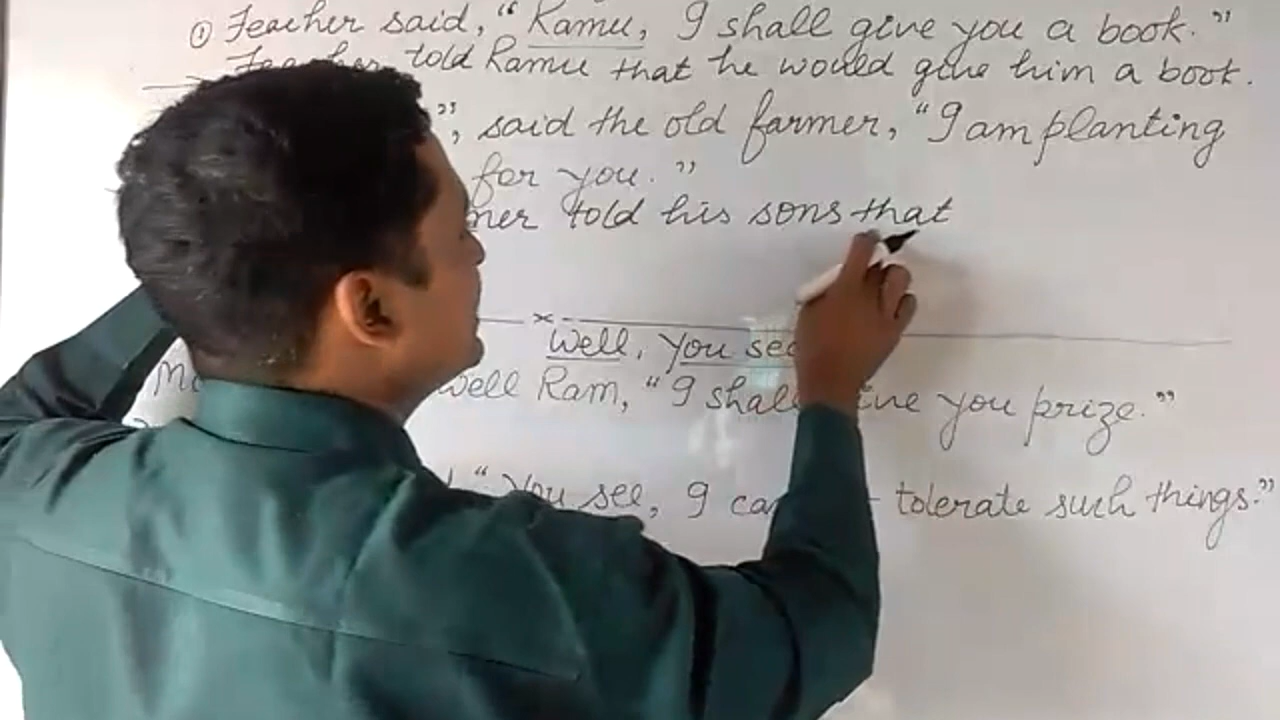 ① Teacher said, “Ramu, I shall give you a book.”
told Ramu that he would give him a book.
”, said the old farmer, “I am planting
for you.”
told his sons that
Well, You see
well Ram, “I shall give you prize.”
“You see, I tolerate such things.”